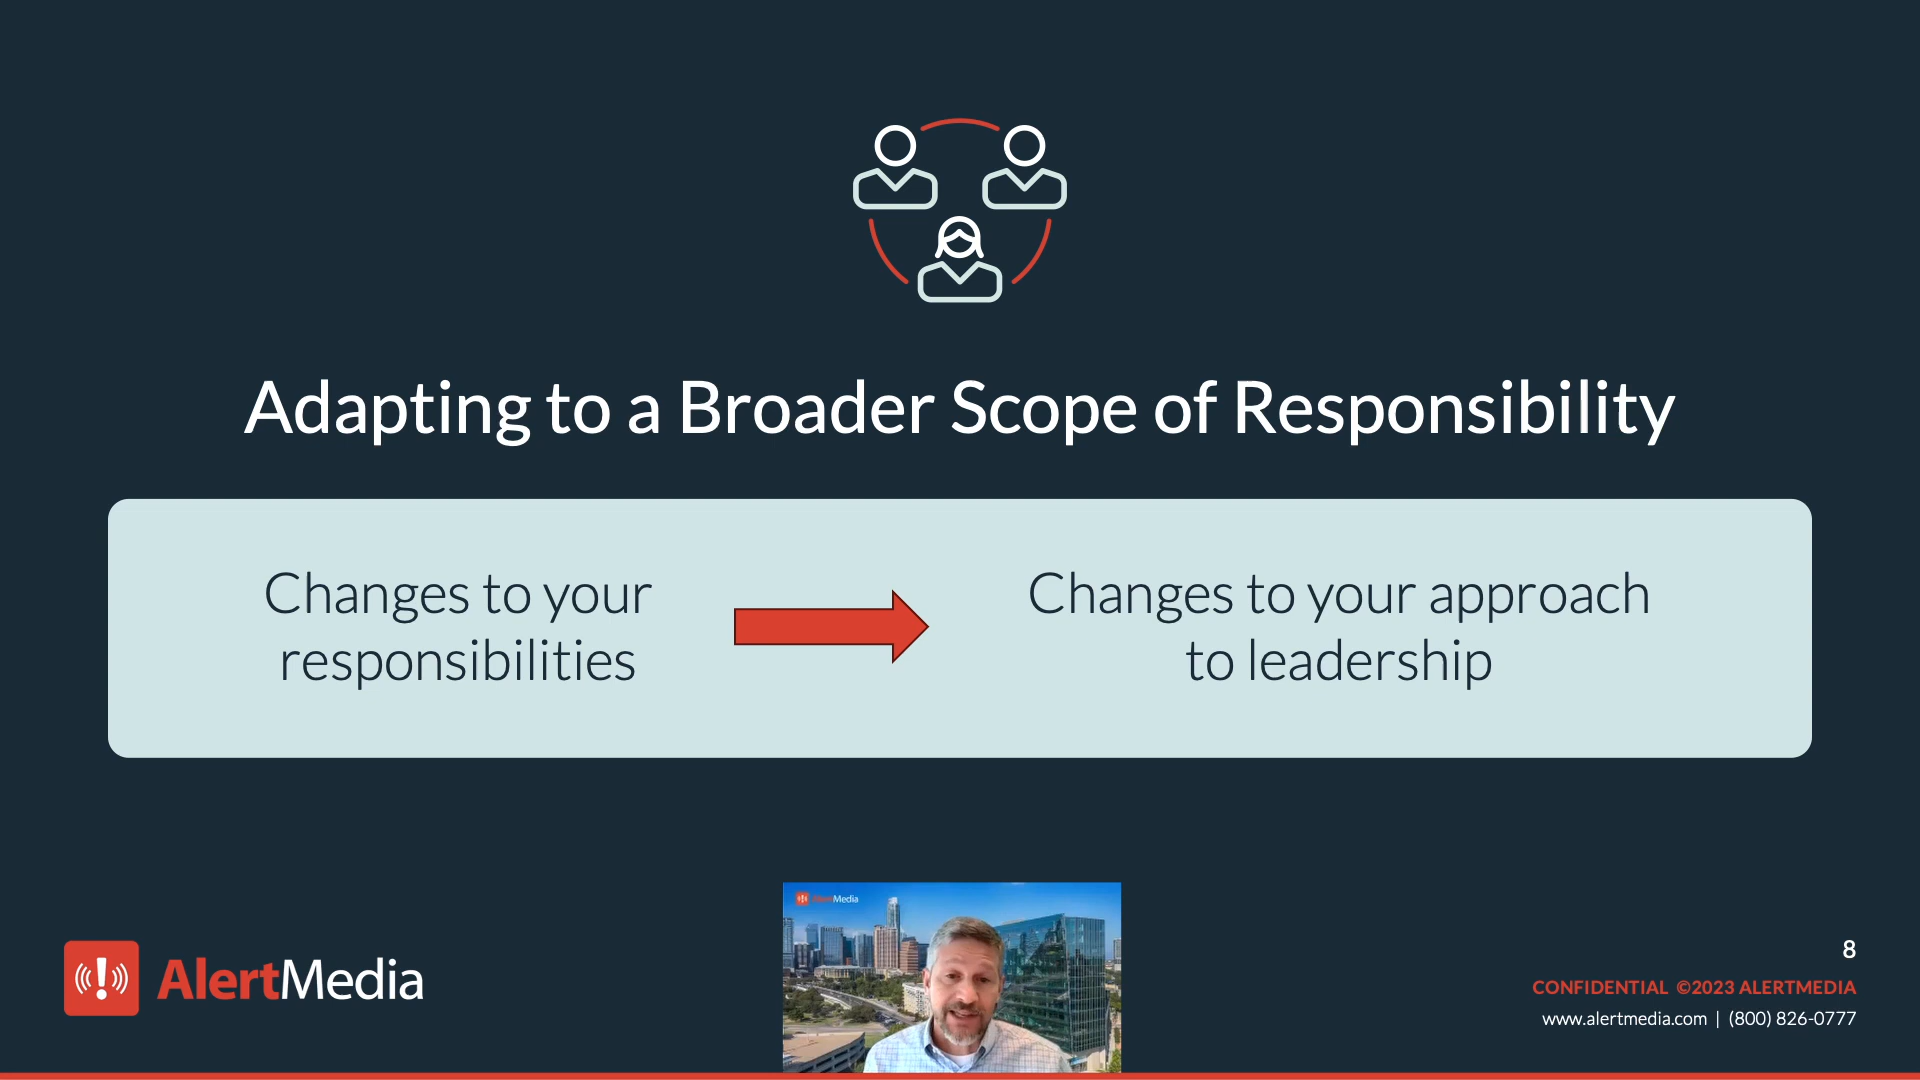 Adapting to a Broader Scope of Responsibility
Changes to your
responsibilities
Changes to your approach
to leadership
AlertMedia
AlertMedia
8
CONFIDENTIAL ©2023 ALERTMEDIA
www.alertmedia.com | (800) 826-0777